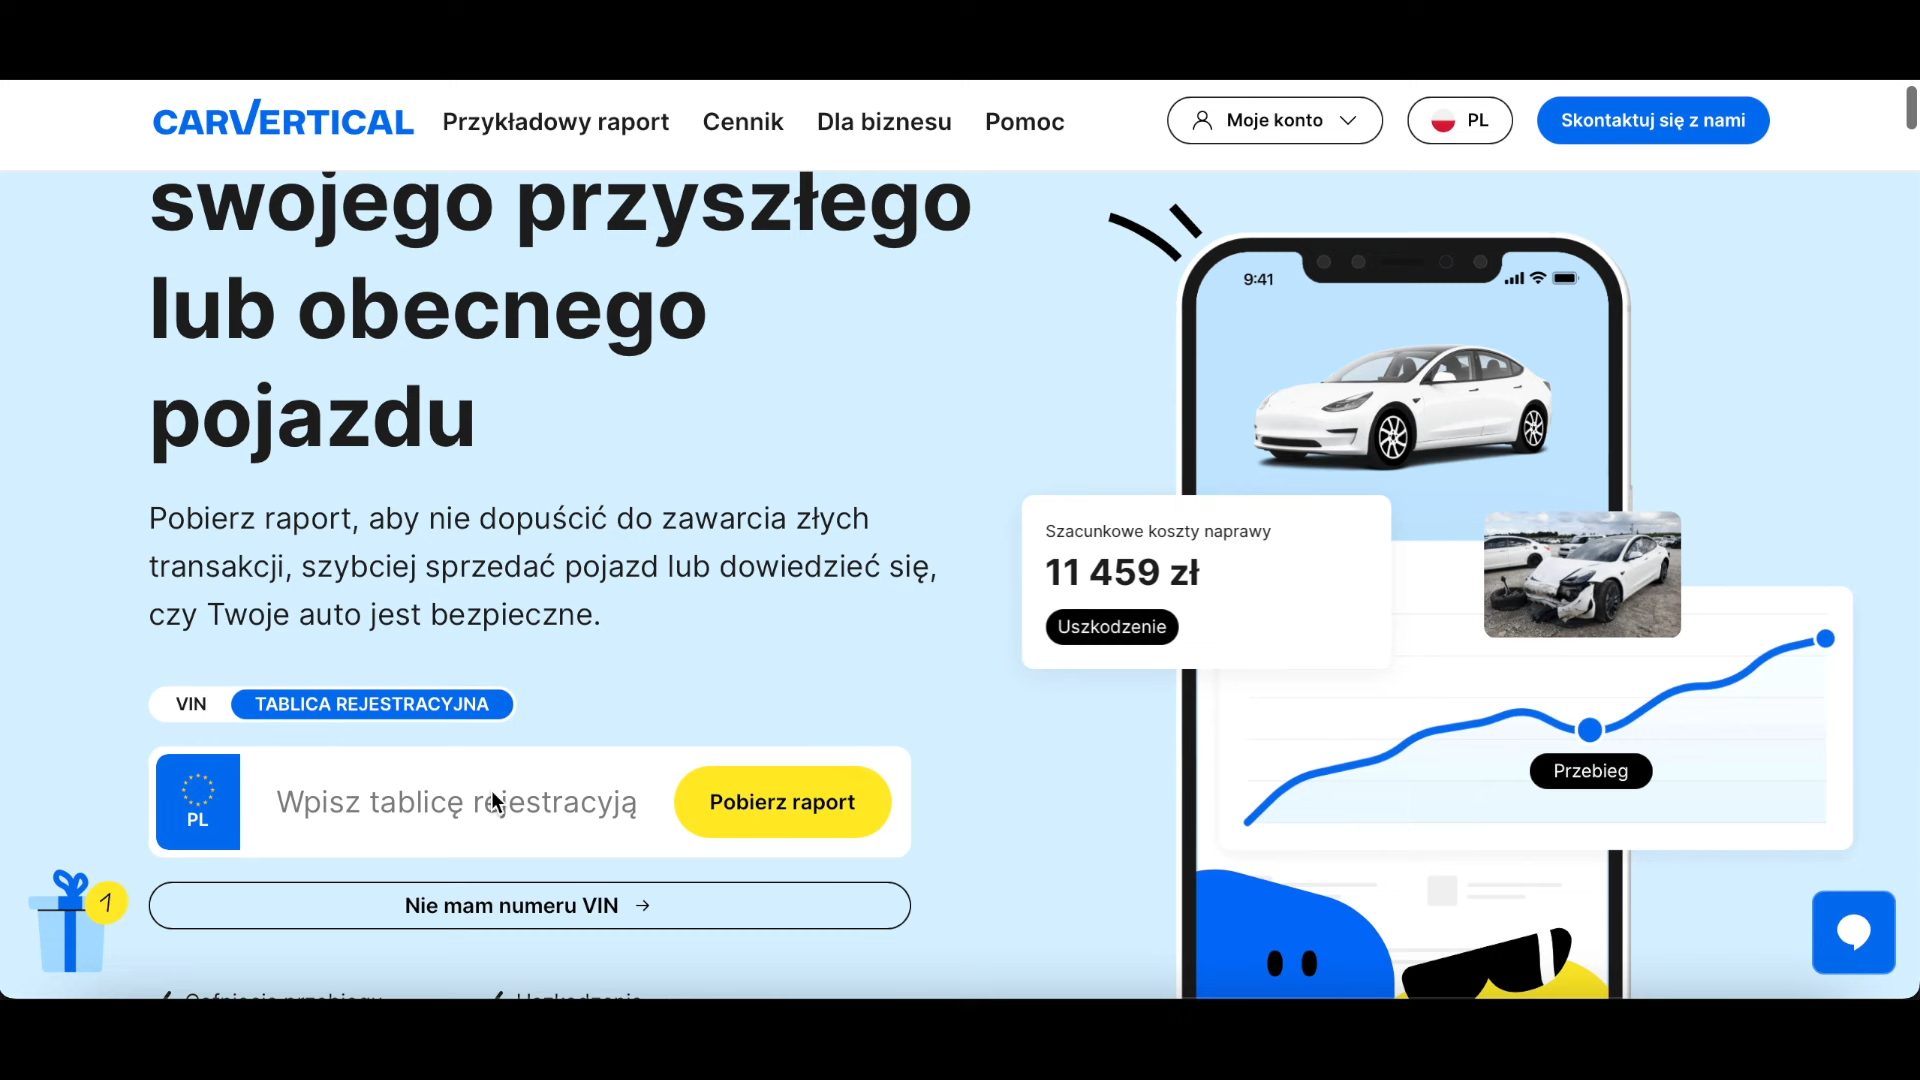 CARVERTICAL Przykładowy raport Cennik Dla biznesu Pomoc Moje konto PL Skontaktuj się z nami
swojego przyszłego
lub obecnego
pojazdu
Pobierz raport, aby nie dopuścić do zawarcia złych
transakcji, szybciej sprzedać pojazd lub dowiedzieć się,
czy Twoje auto jest bezpieczne.
VIN TABLICA REJESTRACYJNA
PL Wpisz tablicę rejestracyją Pobierz raport
Nie mam numeru VIN →
1
9:41
Szacunkowe koszty naprawy
11 459 zł
Uszkodzenie
Przebieg